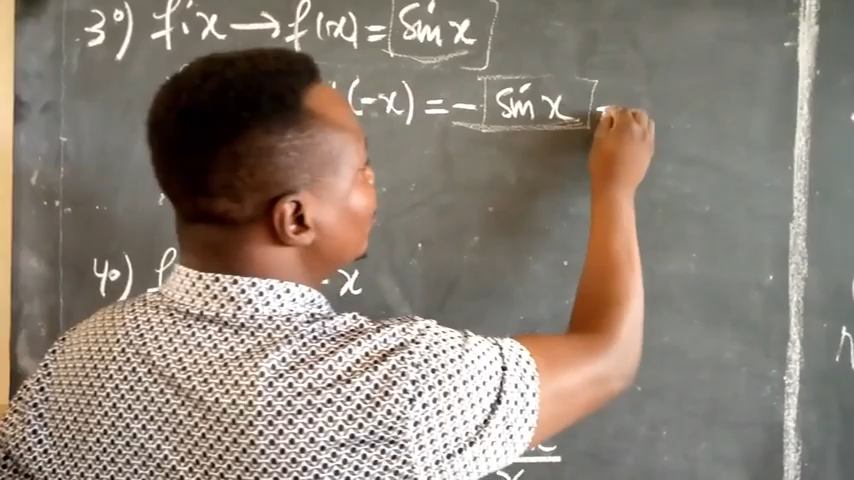 3°) f: x → f(x) = sin x
(-x) = - sin x
4°) f
x